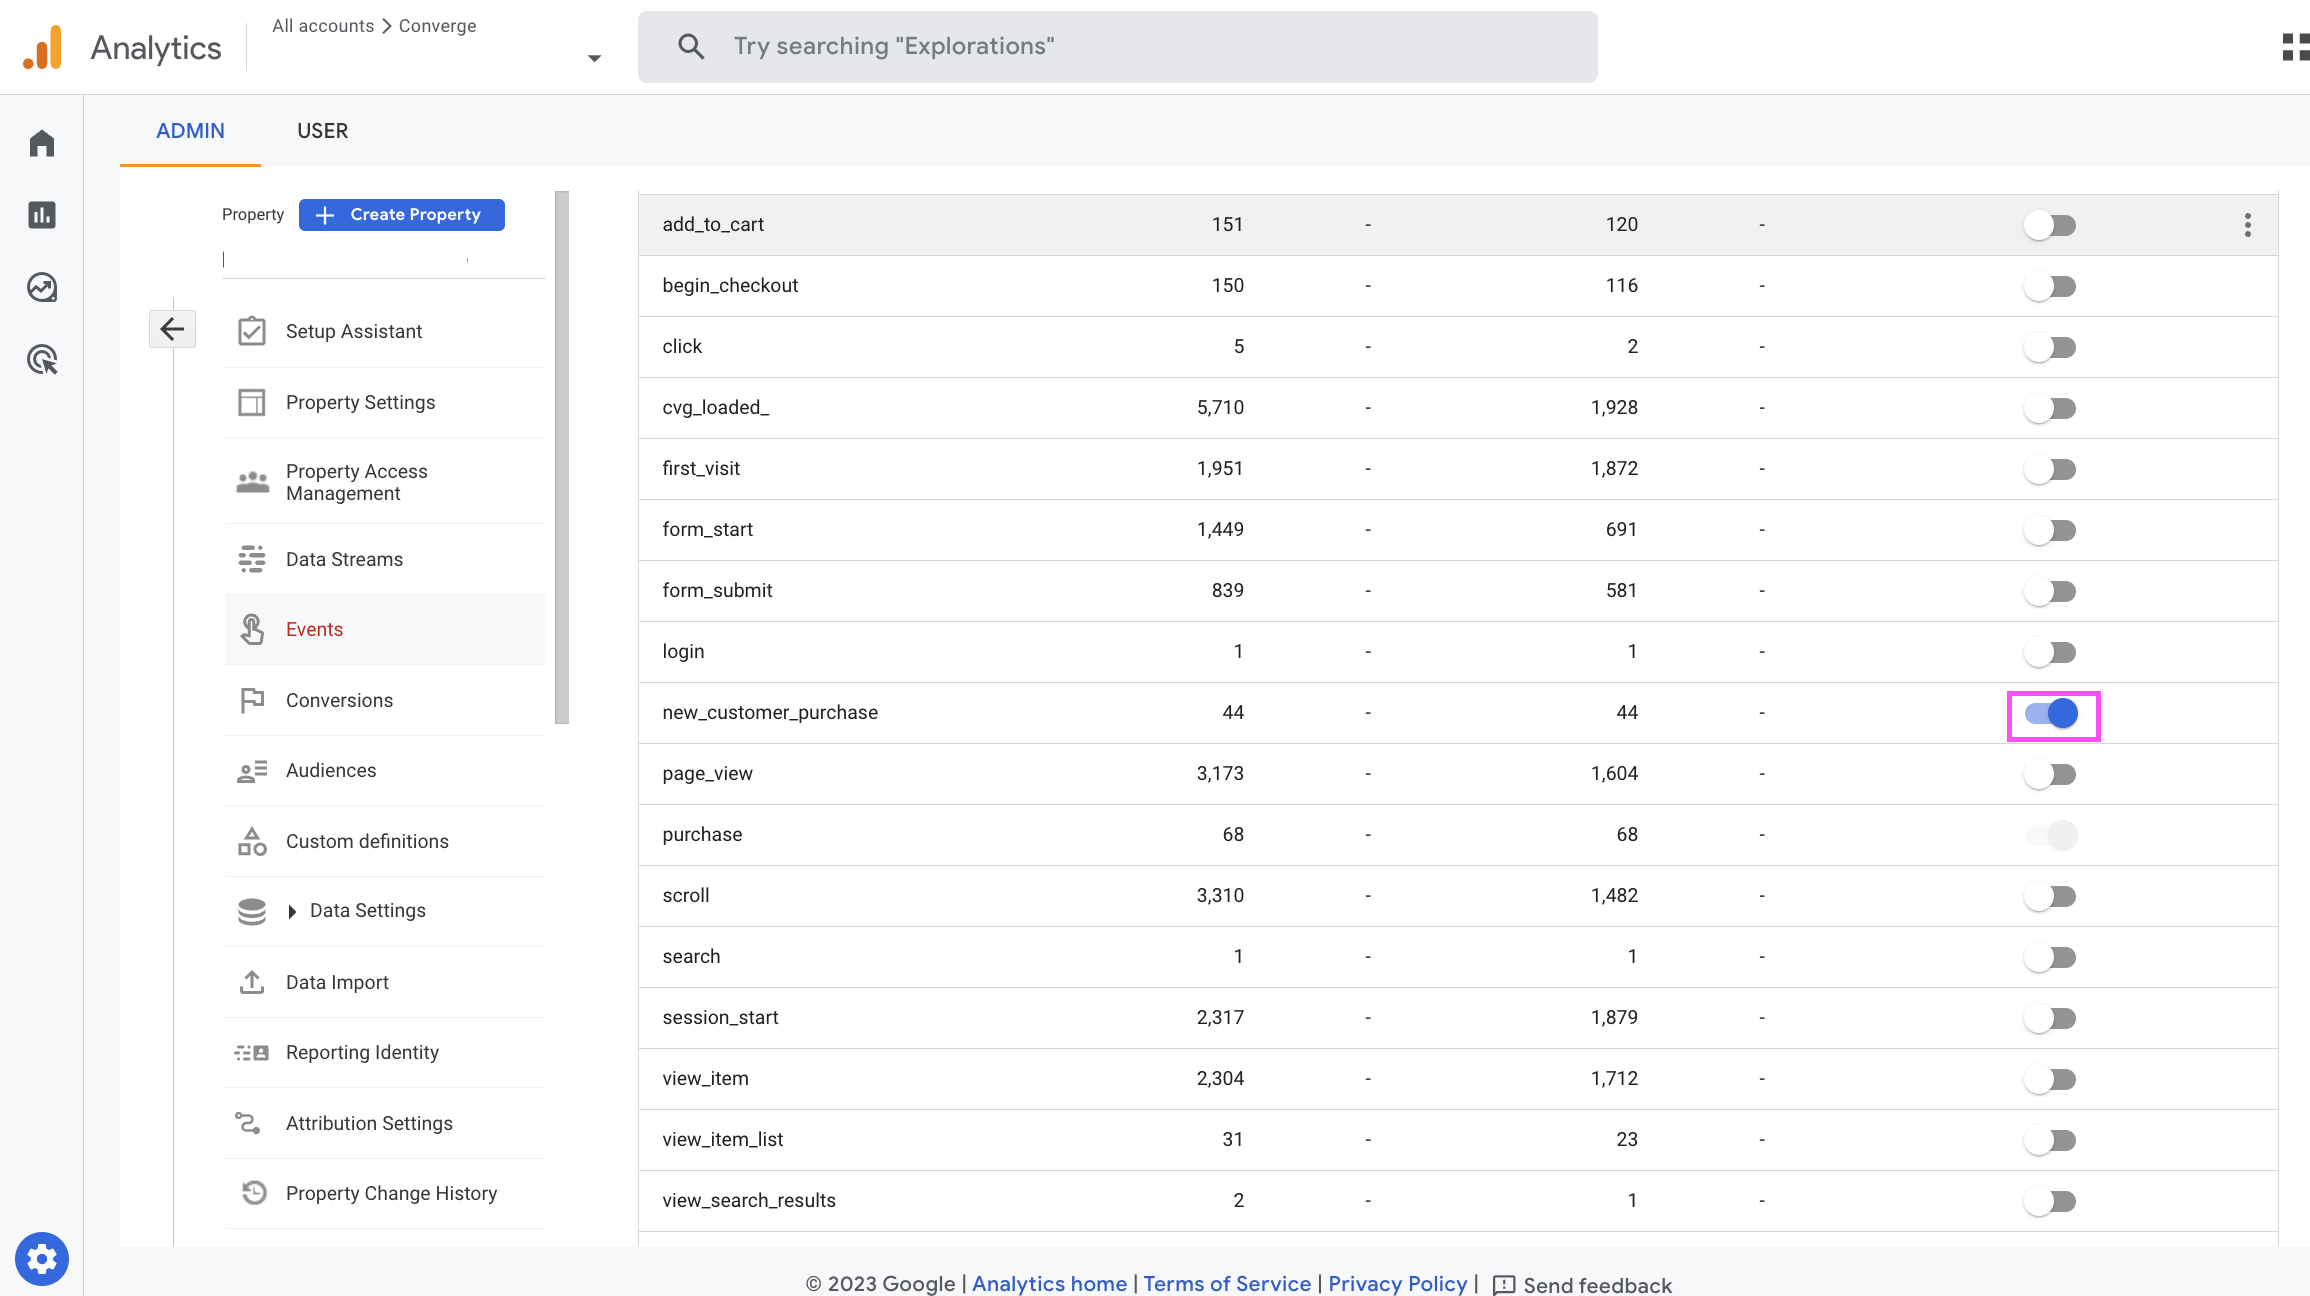 Analytics
All accounts > Converge
Try searching "Explorations"
ADMIN USER
Property + Create Property
Setup Assistant
Property Settings
Property Access
Management
Data Streams
Events
Conversions
Audiences
Custom definitions
Data Settings
Data Import
Reporting Identity
Attribution Settings
Property Change History
add_to_cart 151 - 120 -
begin_checkout 150 - 116 -
click 5 - 2 -
cvg_loaded_ 5,710 - 1,928 -
first_visit 1,951 - 1,872 -
form_start 1,449 - 691 -
form_submit 839 - 581 -
login 1 - 1 -
new_customer_purchase 44 - 44 -
page_view 3,173 - 1,604 -
purchase 68 - 68 -
scroll 3,310 - 1,482 -
search 1 - 1 -
session_start 2,317 - 1,879 -
view_item 2,304 - 1,712 -
view_item_list 31 - 23 -
view_search_results 2 - 1 -
© 2023 Google | Analytics home | Terms of Service | Privacy Policy | Send feedback